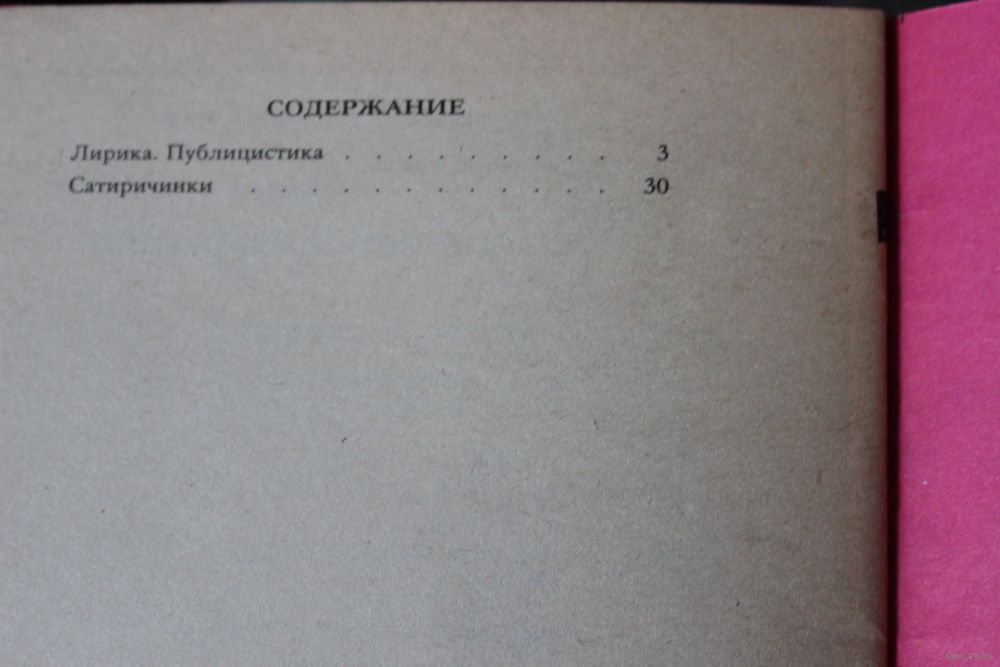 СОДЕРЖАНИЕ
Лирика. Публицистика . . . . . . . . . 3
Сатиричинки . . . . . . . . . . . . 30